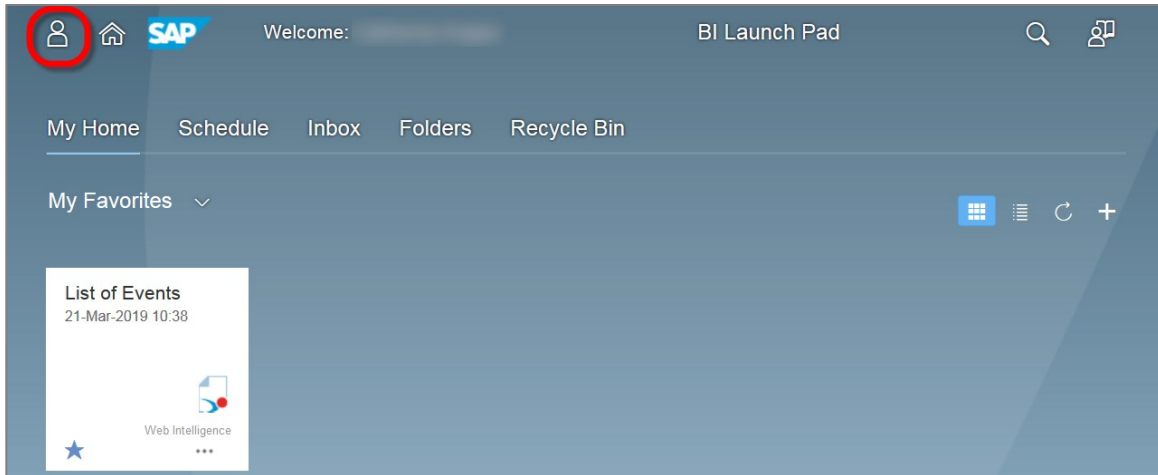 SAP Welcome: BI Launch Pad
My Home Schedule Inbox Folders Recycle Bin
My Favorites
List of Events
21-Mar-2019 10:38
Web Intelligence